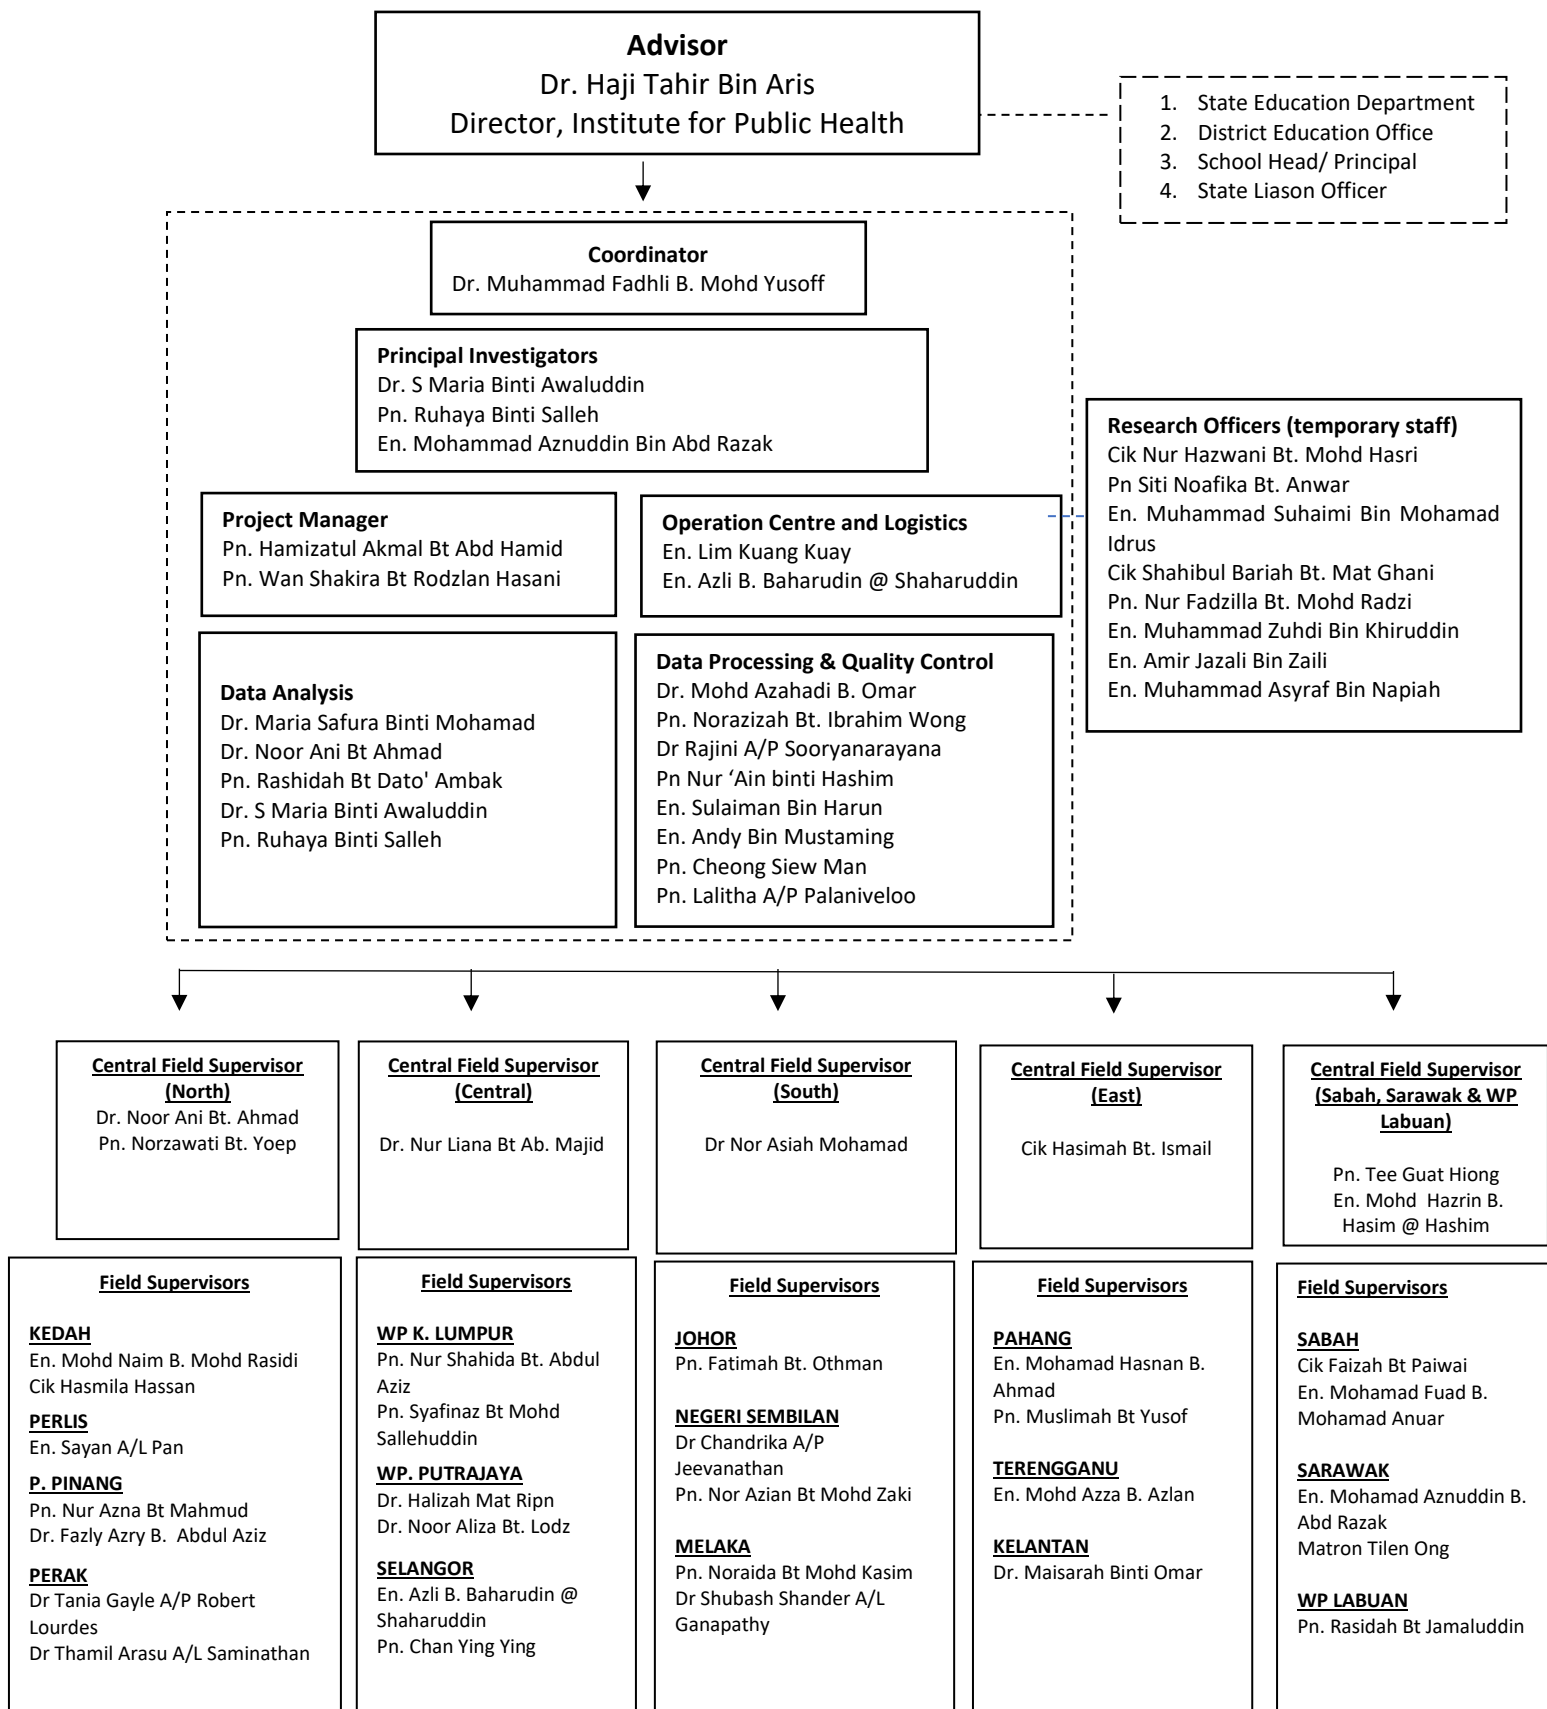 Advisor
Dr. Haji Tahir Bin Aris
Director, Institute for Public Health
1. State Education Department
2. District Education Office
3. School Head/ Principal
4. State Liason Officer
Coordinator
Dr. Muhammad Fadhli B. Mohd Yusoff
Principal Investigators
Dr. S Maria Binti Awaluddin
Pn. Ruhaya Binti Salleh
En. Mohammad Aznuddin Bin Abd Razak
Research Officers (temporary staff)
Cik Nur Hazwani Bt. Mohd Hasri
Pn Siti Noafika Bt. Anwar
En. Muhammad Suhaimi Bin Mohamad
Idrus
Cik Shahibul Bariah Bt. Mat Ghani
Pn. Nur Fadzilla Bt. Mohd Radzi
En. Muhammad Zuhdi Bin Khiruddin
En. Amir Jazali Bin Zaili
En. Muhammad Asyraf Bin Napiah
Project Manager
Pn. Hamizatul Akmal Bt Abd Hamid
Pn. Wan Shakira Bt Rodzlan Hasani
Operation Centre and Logistics
En. Lim Kuang Kuay
En. Azli B. Baharudin @ Shaharuddin
Data Analysis
Dr. Maria Safura Binti Mohamad
Dr. Noor Ani Bt Ahmad
Pn. Rashidah Bt Dato' Ambak
Dr. S Maria Binti Awaluddin
Pn. Ruhaya Binti Salleh
Data Processing & Quality Control
Dr. Mohd Azahadi B. Omar
Pn. Norazizah Bt. Ibrahim Wong
Dr Rajini A/P Sooryanarayana
Pn Nur ‘Ain binti Hashim
En. Sulaiman Bin Harun
En. Andy Bin Mustaming
Pn. Cheong Siew Man
Pn. Lalitha A/P Palaniveloo
Central Field Supervisor
(North)
Dr. Noor Ani Bt. Ahmad
Pn. Norzawati Bt. Yoep
Central Field Supervisor
(Central)
Dr. Nur Liana Bt Ab. Majid
Central Field Supervisor
(South)
Dr Nor Asiah Mohamad
Central Field Supervisor
(East)
Cik Hasimah Bt. Ismail
Central Field Supervisor
(Sabah, Sarawak & WP
Labuan)
Pn. Tee Guat Hiong
En. Mohd Hazrin B.
Hasim @ Hashim
Field Supervisors
KEDAH
En. Mohd Naim B. Mohd Rasidi
Cik Hasmila Hassan
PERLIS
En. Sayan A/L Pan
P. PINANG
Pn. Nur Azna Bt Mahmud
Dr. Fazly Azry B. Abdul Aziz
PERAK
Dr Tania Gayle A/P Robert
Lourdes
Dr Thamil Arasu A/L Saminathan
Field Supervisors
WP K. LUMPUR
Pn. Nur Shahida Bt. Abdul
Aziz
Pn. Syafinaz Bt Mohd
Sallehuddin
WP. PUTRAJAYA
Dr. Halizah Mat Ripn
Dr. Noor Aliza Bt. Lodz
SELANGOR
En. Azli B. Baharudin @
Shaharuddin
Pn. Chan Ying Ying
Field Supervisors
JOHOR
Pn. Fatimah Bt. Othman
NEGERI SEMBILAN
Dr Chandrika A/P
Jeevanathan
Pn. Nor Azian Bt Mohd Zaki
MELAKA
Pn. Noraida Bt Mohd Kasim
Dr Shubash Shander A/L
Ganapathy
Field Supervisors
PAHANG
En. Mohamad Hasnan B.
Ahmad
Pn. Muslimah Bt Yusof
TERENGGANU
En. Mohd Azza B. Azlan
KELANTAN
Dr. Maisarah Binti Omar
Field Supervisors
SABAH
Cik Faizah Bt Paiwai
En. Mohamad Fuad B.
Mohamad Anuar
SARAWAK
En. Mohamad Aznuddin B.
Abd Razak
Matron Tilen Ong
WP LABUAN
Pn. Rasidah Bt Jamaluddin